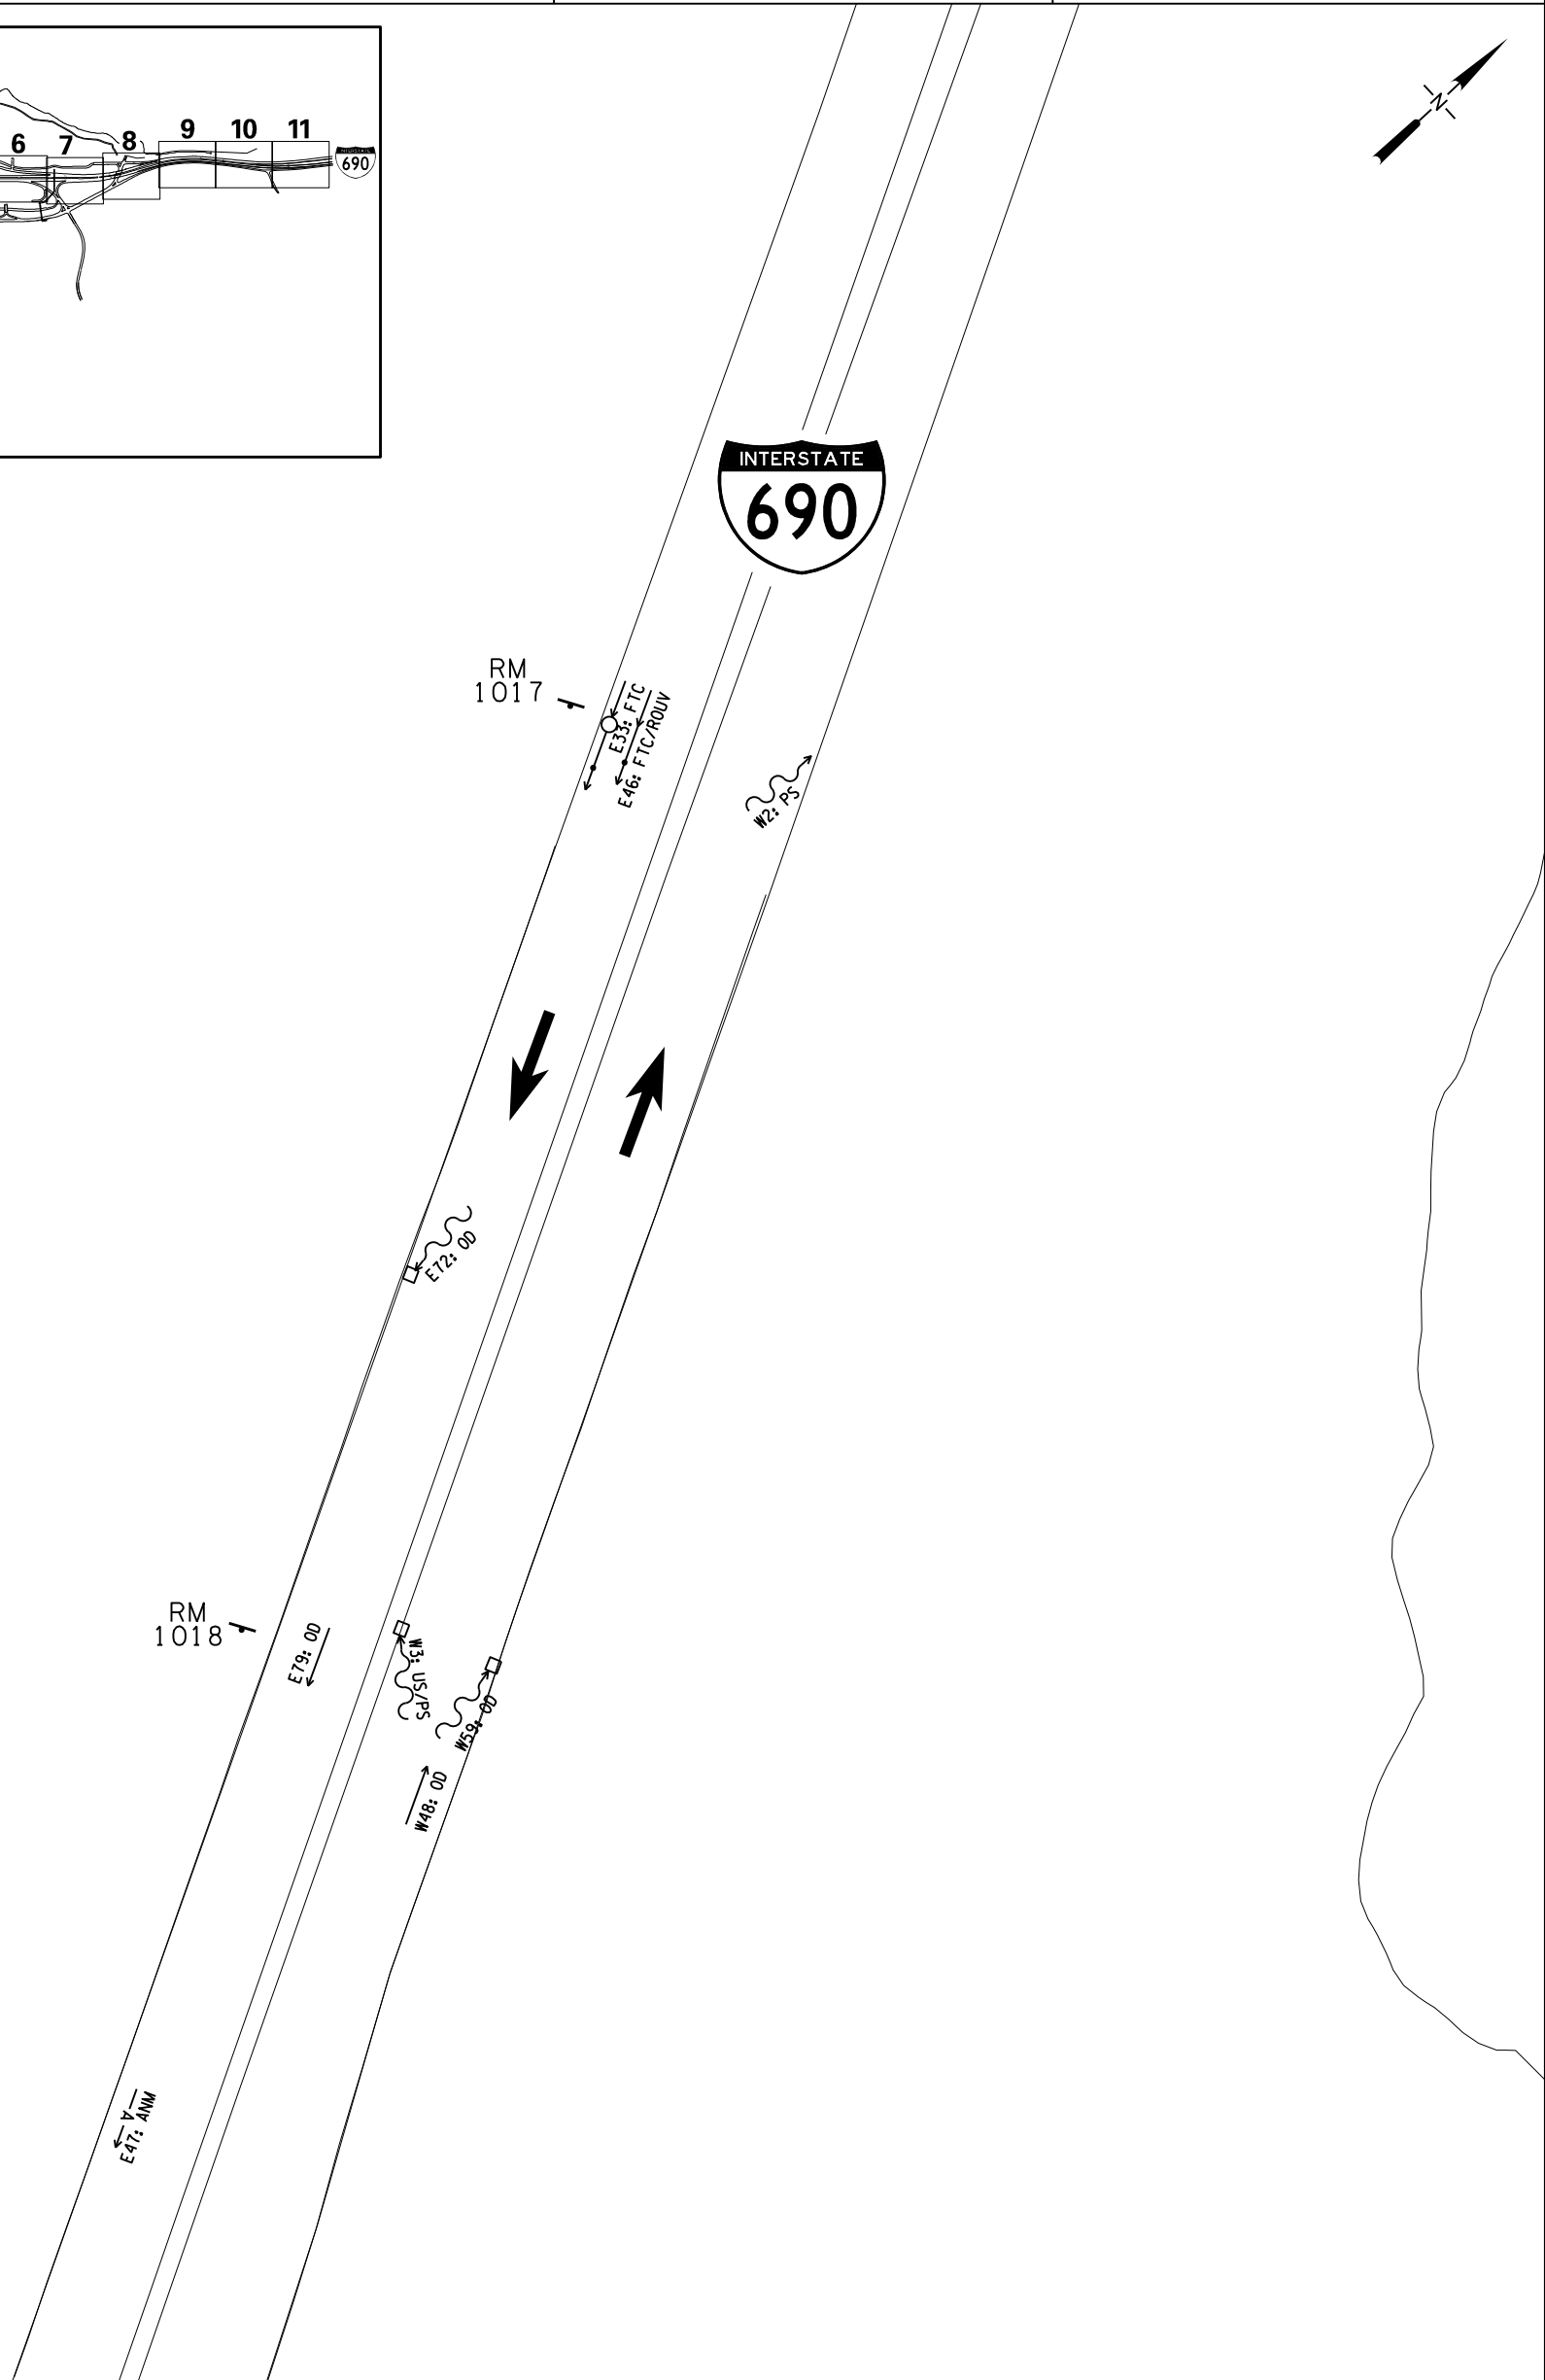 6 7 8 9 10 11
INTERSTATE
690
N
INTERSTATE
690
RM
1017
E33: FTC
E46: FTC/ROUV
W2: PS
E72: OD
RM
1018
E79: OD
W3: US/PS
W59: OD
W48: OD
A
E47: ANM